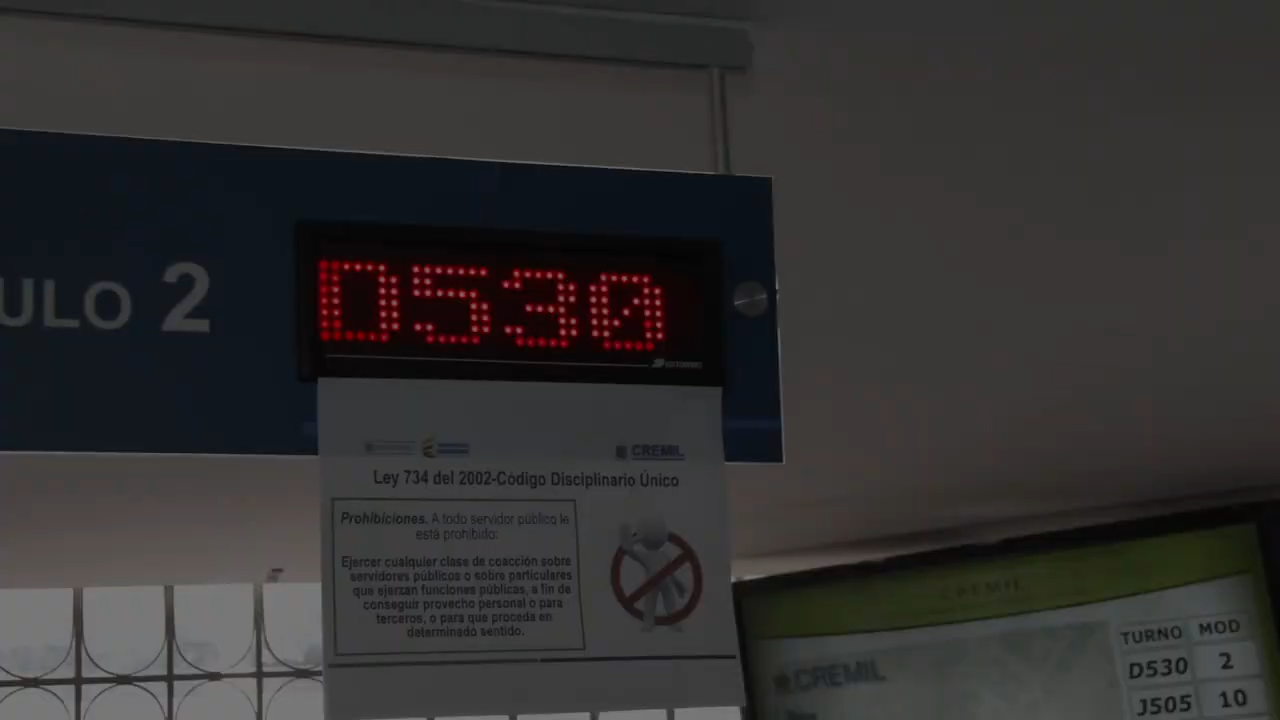 ULO 2
D530
CREMIL
Ley 734 del 2002-Código Disciplinario Único
Prohibiciones. A todo servidor público le
está prohibido:
Ejercer cualquier clase de coacción sobre
servidores públicos o sobre particulares
que ejerzan funciones públicas, a fin de
conseguir provecho personal o para
terceros, o para que proceda en
determinado sentido.
CREMIL
CREMIL
TURNO MOD
D530 2
J505 10